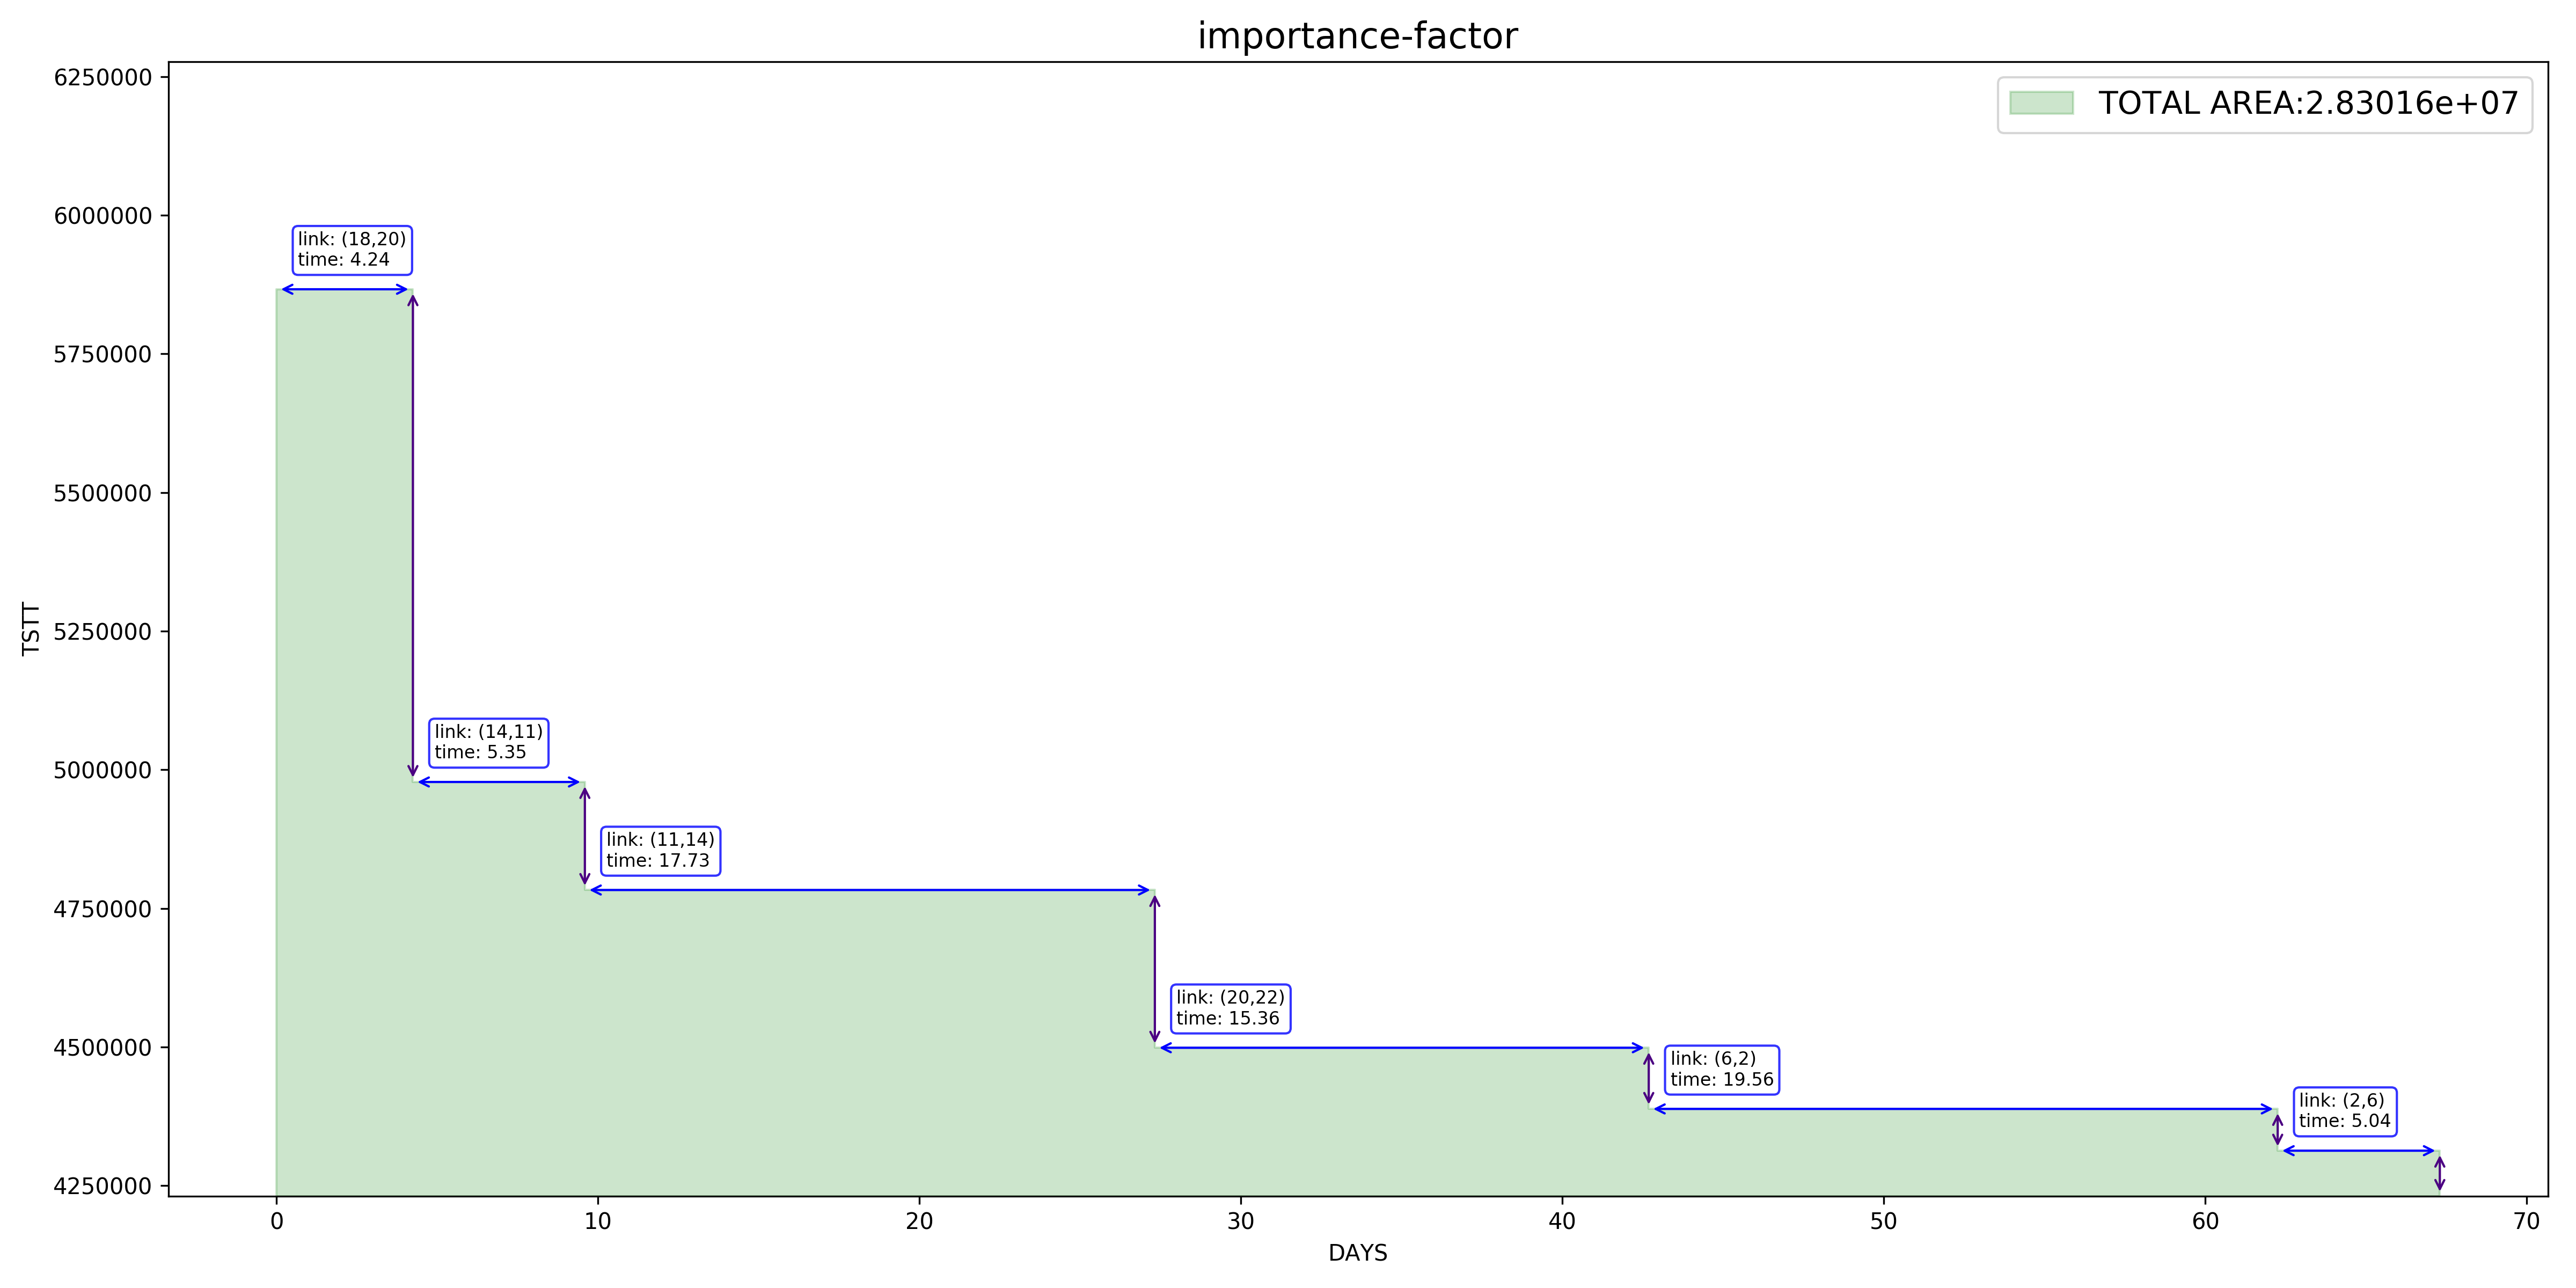 importance-factor
TOTAL AREA:2.83016e+07
6250000
6000000
5750000
5500000
5250000
5000000
4750000
4500000
4250000
TSTT
link: (18,20)
time: 4.24
link: (14,11)
time: 5.35
link: (11,14)
time: 17.73
link: (20,22)
time: 15.36
link: (6,2)
time: 19.56
link: (2,6)
time: 5.04
0 10 20 30 40 50 60 70
DAYS